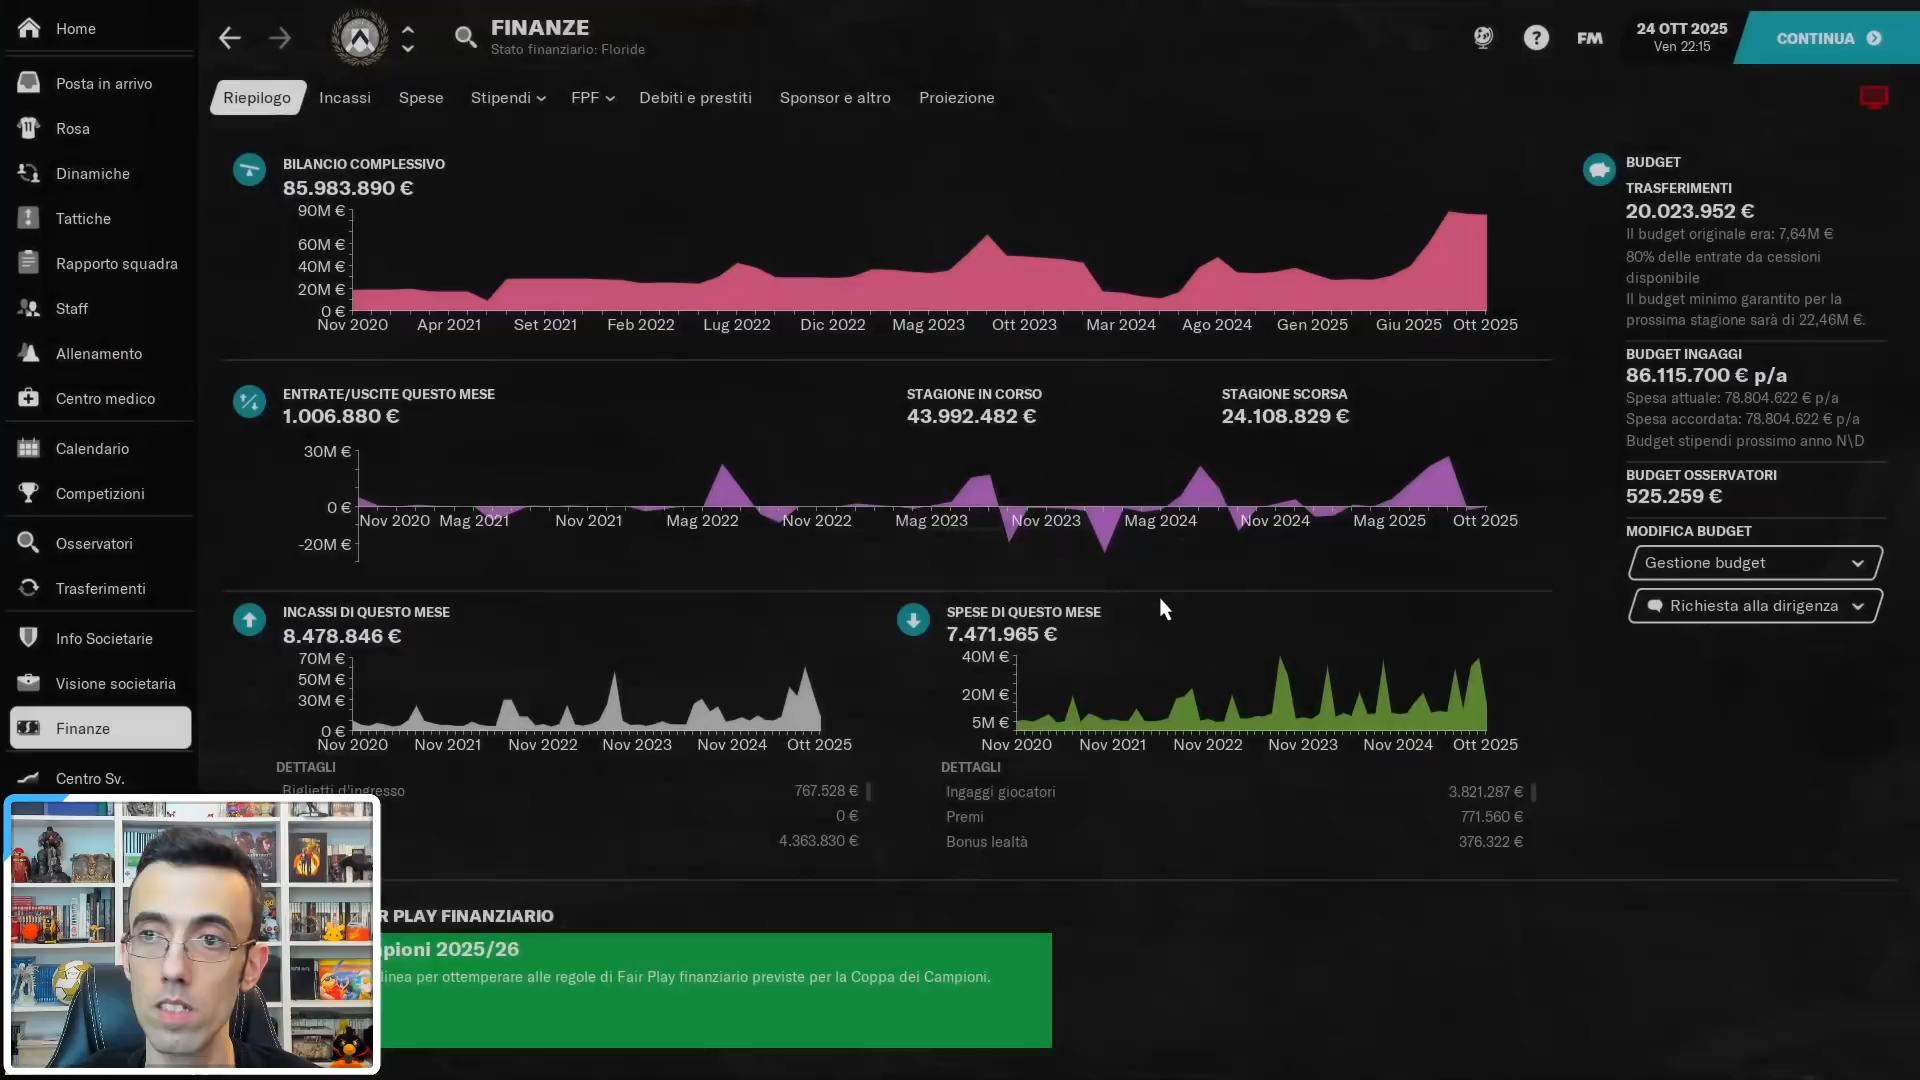 Home
Posta in arrivo
Rosa
Dinamiche
Tattiche
Rapporto squadra
Staff
Allenamento
Centro medico
Calendario
Competizioni
Osservatori
Trasferimenti
Info Societarie
Visione societaria
Finanze
Centro Sv.
FINANZE
Stato finanziario: Floride
FM
24 OTT 2025
Ven 22:15
CONTINUA
Riepilogo
Incassi
Spese
Stipendi
FPF
Debiti e prestiti
Sponsor e altro
Proiezione
BILANCIO COMPLESSIVO
85.983.890 €
90M €
60M €
40M €
20M €
0 €
Nov 2020 Apr 2021 Set 2021 Feb 2022 Lug 2022 Dic 2022 Mag 2023 Ott 2023 Mar 2024 Ago 2024 Gen 2025 Giu 2025 Ott 2025
ENTRATE/USCITE QUESTO MESE
1.006.880 €
STAGIONE IN CORSO
43.992.482 €
STAGIONE SCORSA
24.108.829 €
30M €
0 €
-20M €
Nov 2020 Mag 2021 Nov 2021 Mag 2022 Nov 2022 Mag 2023 Nov 2023 Mag 2024 Nov 2024 Mag 2025 Ott 2025
INCASSI DI QUESTO MESE
8.478.846 €
70M €
50M €
30M €
0 €
Nov 2020 Nov 2021 Nov 2022 Nov 2023 Nov 2024 Ott 2025
DETTAGLI
Biglietti d'ingresso 767.528 €
0 €
4.363.830 €
SPESE DI QUESTO MESE
7.471.965 €
40M €
20M €
5M €
Nov 2020 Nov 2021 Nov 2022 Nov 2023 Nov 2024 Ott 2025
DETTAGLI
Ingaggi giocatori 3.821.287 €
Premi 771.560 €
Bonus lealtà 376.322 €
R PLAY FINANZIARIO
pioni 2025/26
linea per ottemperare alle regole di Fair Play finanziario previste per la Coppa dei Campioni.
BUDGET
TRASFERIMENTI
20.023.952 €
Il budget originale era: 7,64M €
80% delle entrate da cessioni
disponibile
Il budget minimo garantito per la
prossima stagione sarà di 22,46M €.
BUDGET INGAGGI
86.115.700 € p/a
Spesa attuale: 78.804.622 € p/a
Spesa accordata: 78.804.622 € p/a
Budget stipendi prossimo anno N\D
BUDGET OSSERVATORI
525.259 €
MODIFICA BUDGET
Gestione budget
Richiesta alla dirigenza